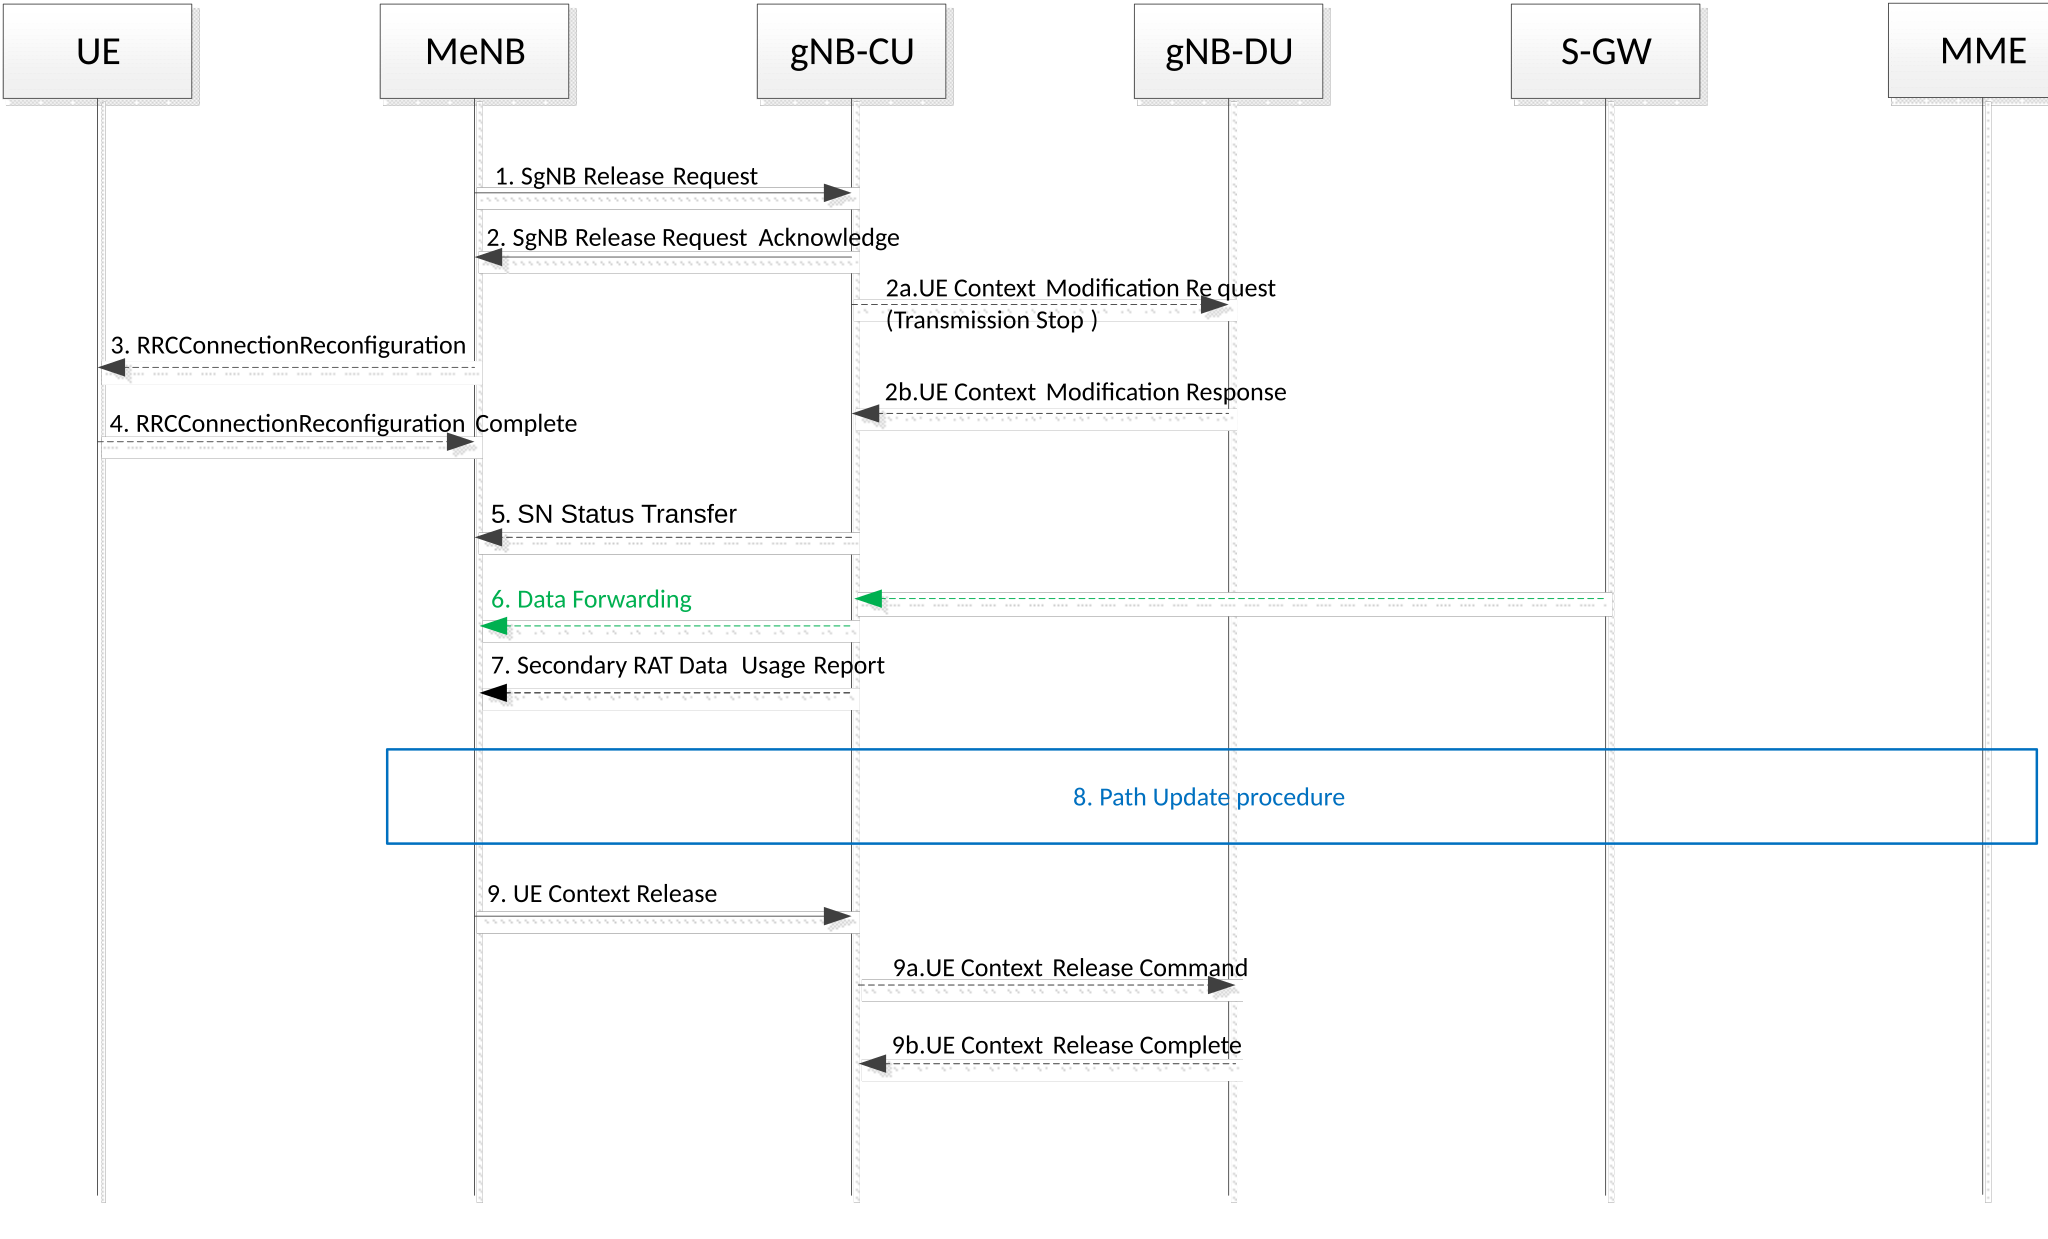 UE
MeNB
gNB-CU
gNB-DU
S-GW
MME
1. SgNB Release Request
2. SgNB Release Request Acknowledge
2a.UE Context Modification Request
(Transmission Stop )
3. RRCConnectionReconfiguration
2b.UE Context Modification Response
4. RRCConnectionReconfiguration Complete
5. SN Status Transfer
6. Data Forwarding
7. Secondary RAT Data Usage Report
8. Path Update procedure
9. UE Context Release
9a.UE Context Release Command
9b.UE Context Release Complete